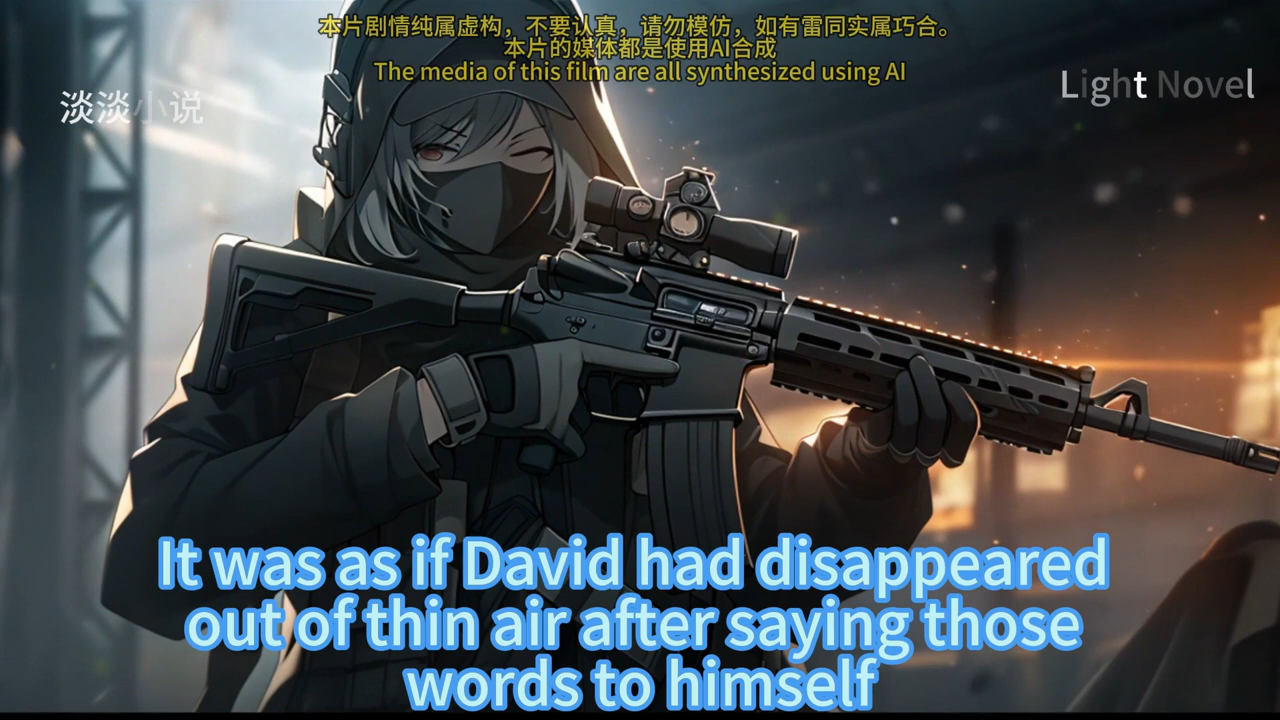 本片剧情纯属虚构，不要认真，请勿模仿，如有雷同实属巧合。
本片的媒体都是使用AI合成
The media of this film are all synthesized using AI
淡淡小说
Light Novel
It was as if David had disappeared
out of thin air after saying those
words to himself